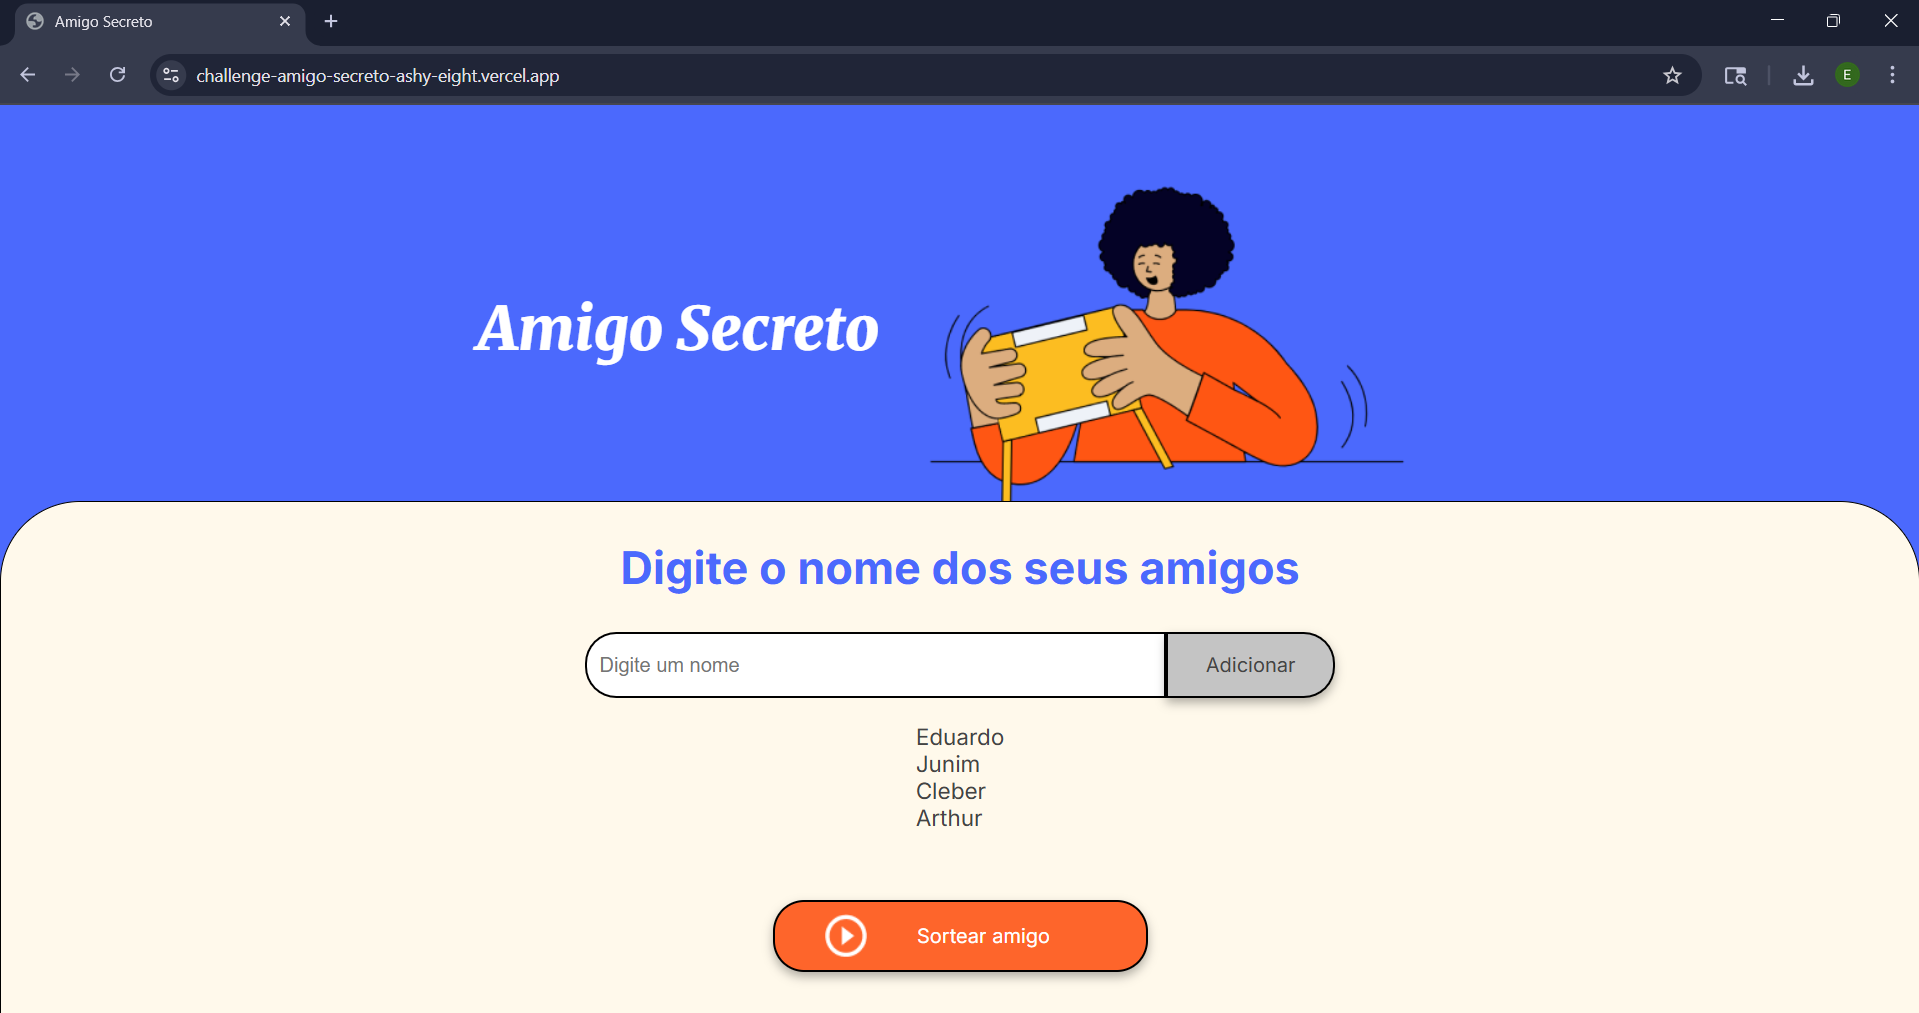 Amigo Secreto
challenge-amigo-secreto-ashy-eight.vercel.app
E
Amigo Secreto
Digite o nome dos seus amigos
Digite um nome
Adicionar
Eduardo
Junim
Cleber
Arthur
Sortear amigo